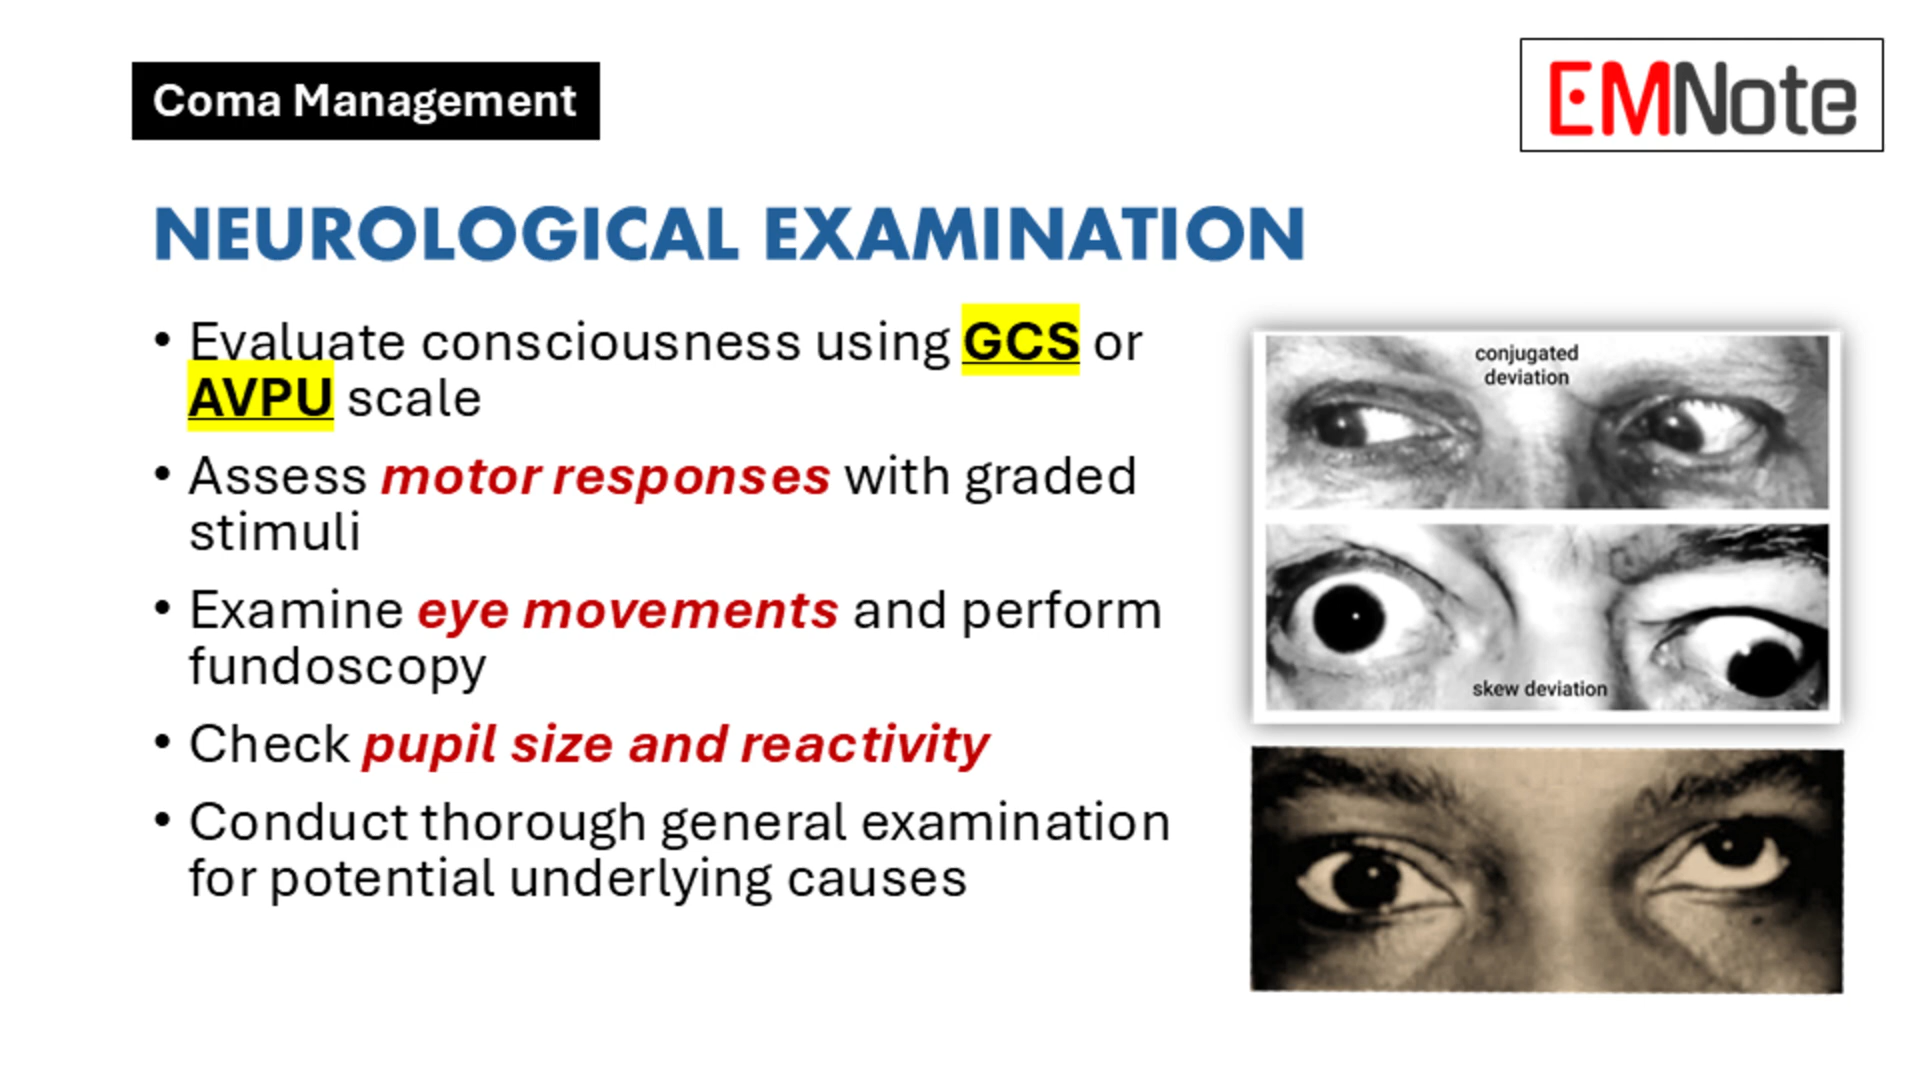 Coma Management
EMNote
NEUROLOGICAL EXAMINATION
• Evaluate consciousness using GCS or
AVPU scale
• Assess motor responses with graded
stimuli
• Examine eye movements and perform
fundoscopy
• Check pupil size and reactivity
• Conduct thorough general examination
for potential underlying causes
conjugated
deviation
skew deviation